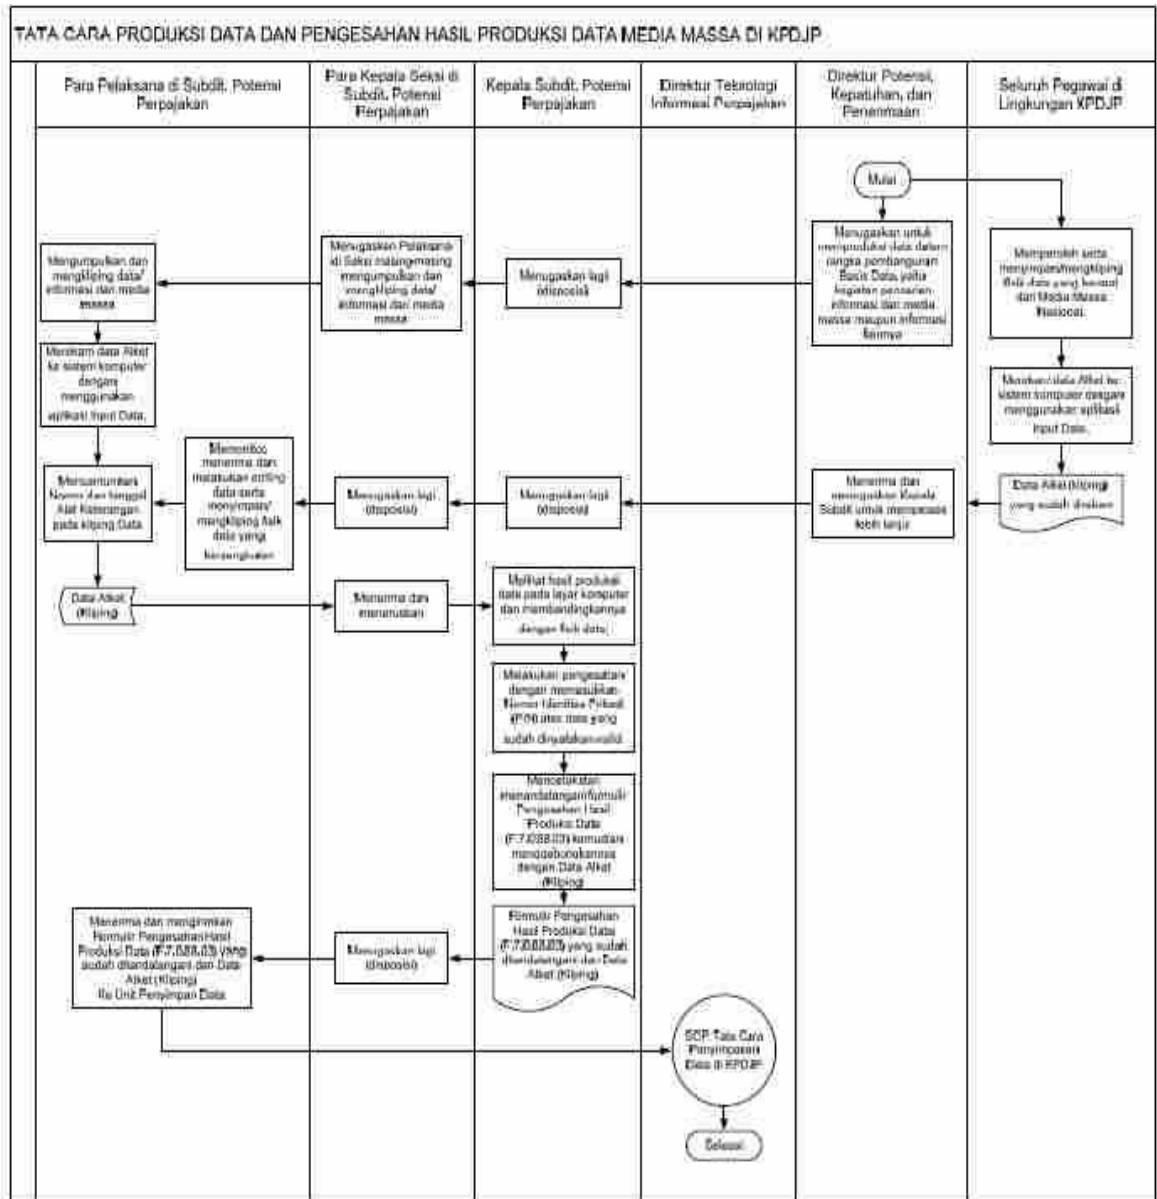 TATA CARA PRODUKSI DATA DAN PENGESAHAN HASIL PRODUKSI DATA MEDIA MASSA DI KPDJP
Para Pelaksana di Subdit. Potensi
Perpajakan
Para Kepala Seksi di
Subdit. Potensi
Perpajakan
Kepala Subdit. Potensi
Perpajakan
Direktur Teknologi
Informasi Perpajakan
Direktur Potensi,
Kepatuhan, dan
Penerimaan
Seluruh Pegawai di
Lingkungan KPDJP
Mulai
Mengumpulkan dan
mengkliping data/
informasi dari media
massa
Menugaskan Pelaksana
di Seksi masing-masing
mengumpulkan dan
mengkliping data/
informasi dari media
massa
Menugaskan lagi
(disposisi)
Menugaskan untuk
memproduksi data dalam
rangka pembangunan
Basis Data, yaitu
kegiatan pencarian
informasi dari media
massa maupun informasi
lainnya
Memperoleh serta
menyimpan/mengkliping
fisik data yang berasal
dari Media Massa
Nasional.
Merekam data Alket
ke sistem komputer
dengan
menggunakan
aplikasi Input Data.
Merekam data Alket ke
sistem komputer dengan
menggunakan aplikasi
Input Data.
Mencantumkan
Nomor dan tanggal
Alat Keterangan
pada kliping Data
Memonitor,
menerima dan
melakukan editing
data serta
menyimpan/
mengkliping fisik
data yang
bersangkutan
Menugaskan lagi
(disposisi)
Menugaskan lagi
(disposisi)
Menerima dan
menugaskan Kepala
Subdit untuk memproses
lebih lanjut
Data Alket (kliping)
yang sudah direkam
Data Alket
(Kliping)
Menerima dan
meneruskan
Melihat hasil produksi
data pada layar komputer
dan membandingkannya
dengan fisik data
Melakukan pengesahan
dengan memasukkan
Nomor Identitas Pribadi
(PIN) atas data yang
sudah dinyatakan valid
Mencetak dan
menandatangani formulir
Pengesahan Hasil
Produksi Data
(F.7.088.03) kemudian
menggabungkannya
dengan Data Alket
(Kliping)
Menerima dan mengirimkan
Formulir Pengesahan Hasil
Produksi Data (F.7.088.03) yang
sudah ditandatangani dan Data
Alket (Kliping)
Ke Unit Penyimpan Data
Menugaskan lagi
(disposisi)
Formulir Pengesahan
Hasil Produksi Data
(F.7.088.03) yang sudah
ditandatangani dan Data
Alket (Kliping)
SOP Tata Cara
Penyimpanan
Data di KPDJP
Selesai